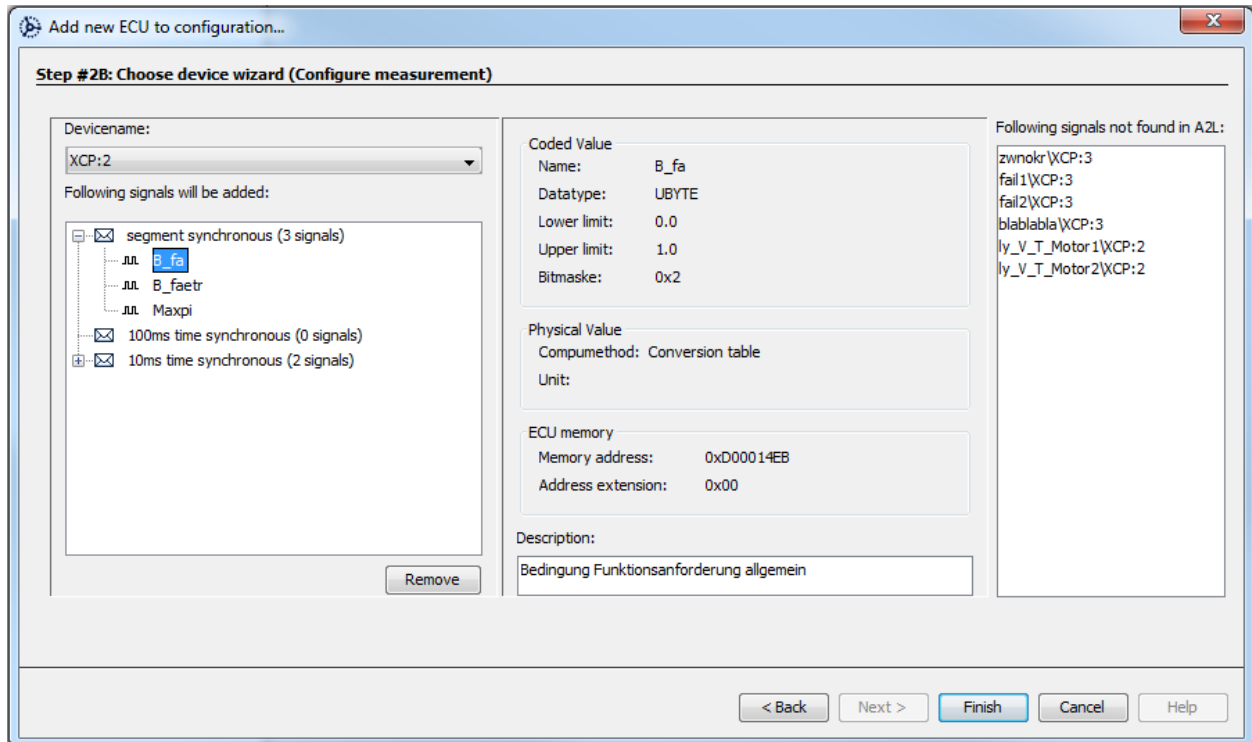 Add new ECU to configuration...
Step #2B: Choose device wizard (Configure measurement)
Devicename:
XCP:2
Following signals will be added:
segment synchronous (3 signals)
B_fa
B_faetr
Maxpi
100ms time synchronous (0 signals)
10ms time synchronous (2 signals)
Remove
Coded Value
Name: B_fa
Datatype: UBYTE
Lower limit: 0.0
Upper limit: 1.0
Bitmaske: 0x2
Physical Value
Compumethod: Conversion table
Unit:
ECU memory
Memory address: 0xD00014EB
Address extension: 0x00
Description:
Bedingung Funktionsanforderung allgemein
Following signals not found in A2L:
zwnokr\XCP:3
fail1\XCP:3
fail2\XCP:3
blablabla\XCP:3
ly_V_T_Motor1\XCP:2
ly_V_T_Motor2\XCP:2
< Back
Next >
Finish
Cancel
Help